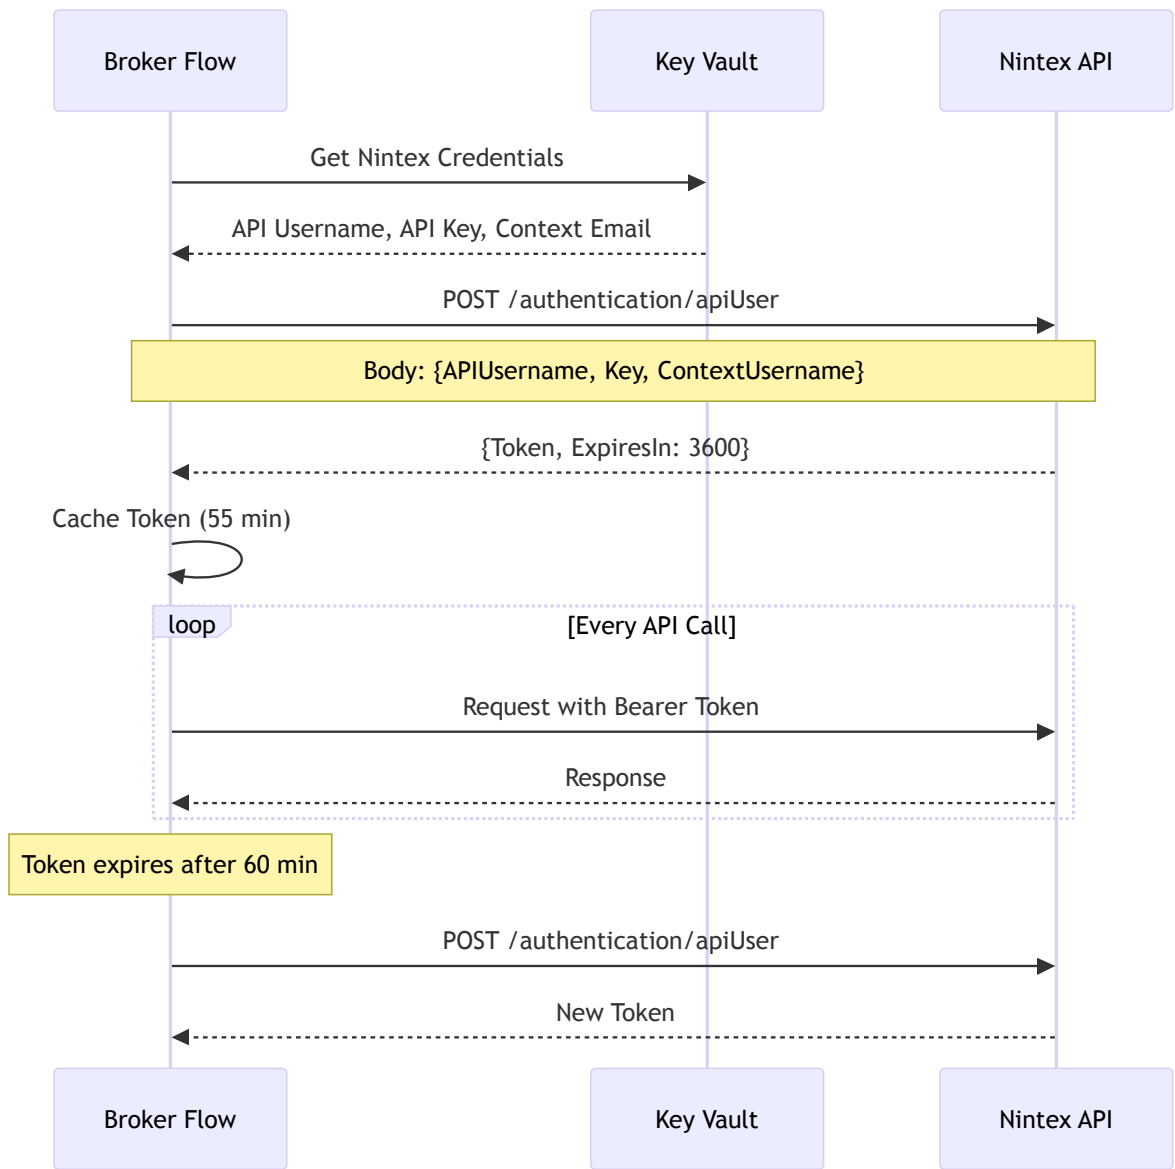 Broker Flow
Key Vault
Nintex API
Get Nintex Credentials
API Username, API Key, Context Email
POST /authentication/apiUser
Body: {APIUsername, Key, ContextUsername}
{Token, ExpiresIn: 3600}
Cache Token (55 min)
loop
[Every API Call]
Request with Bearer Token
Response
Token expires after 60 min
POST /authentication/apiUser
New Token
Broker Flow
Key Vault
Nintex API